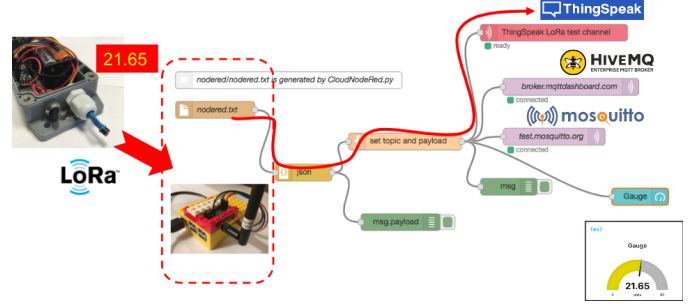 ThingSpeak
ThingSpeak LoRa test channel
ready
21.65
HIVEMQ
ENTERPRISE MQTT BROKER
nodered/nodered.txt is generated by CloudNodeRed.py
broker.mqttdashboard.com
connected
nodered.txt
mosquitto
set topic and payload
test.mosquitto.org
connected
LoRa
json
msg
Gauge
msg.payload
test
Gauge
21.65
0
units
40